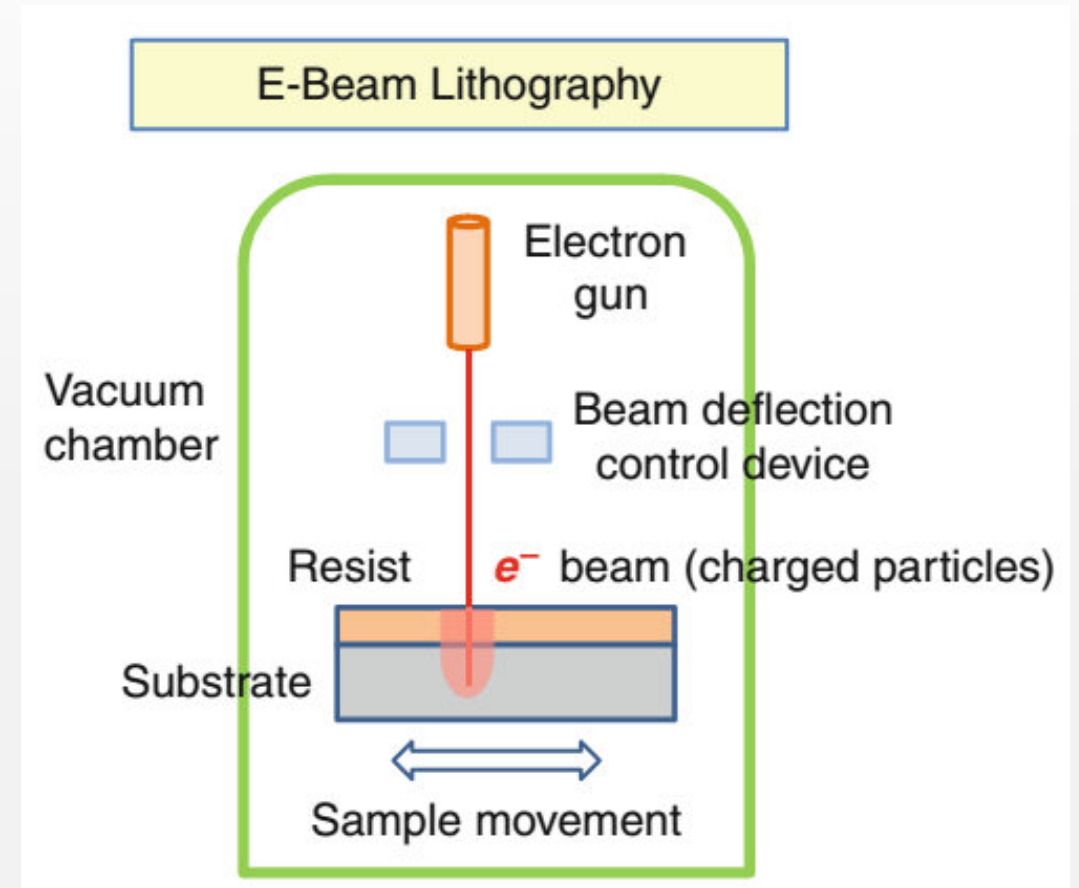 E-Beam Lithography
Electron
gun
Vacuum
chamber
Beam deflection
control device
Resist
e⁻ beam (charged particles)
Substrate
Sample movement